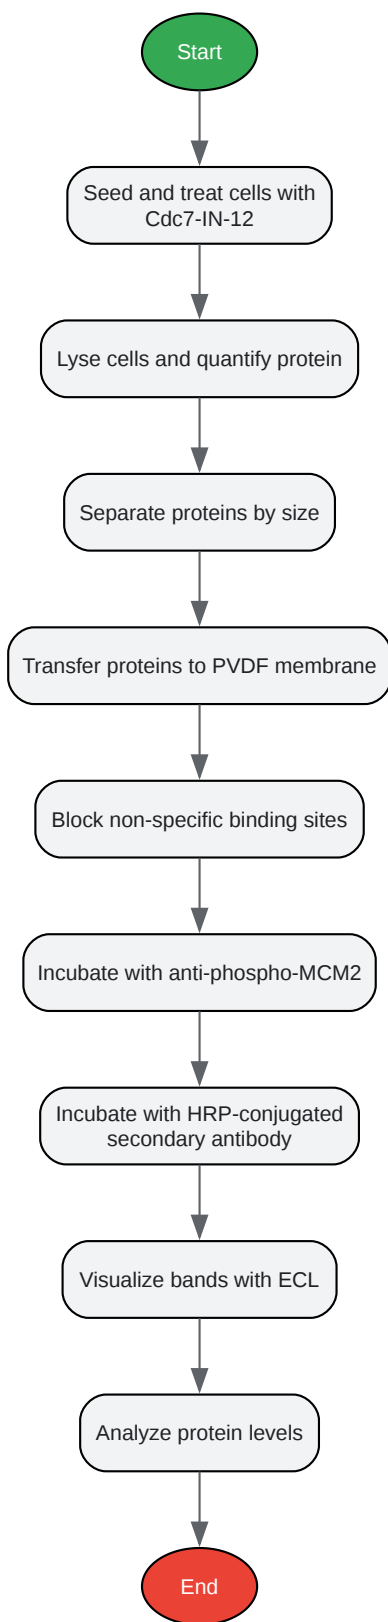 Start
Seed and treat cells with
Cdc7-IN-12
Lyse cells and quantify protein
Separate proteins by size
Transfer proteins to PVDF membrane
Block non-specific binding sites
Incubate with anti-phospho-MCM2
Incubate with HRP-conjugated
secondary antibody
Visualize bands with ECL
Analyze protein levels
End